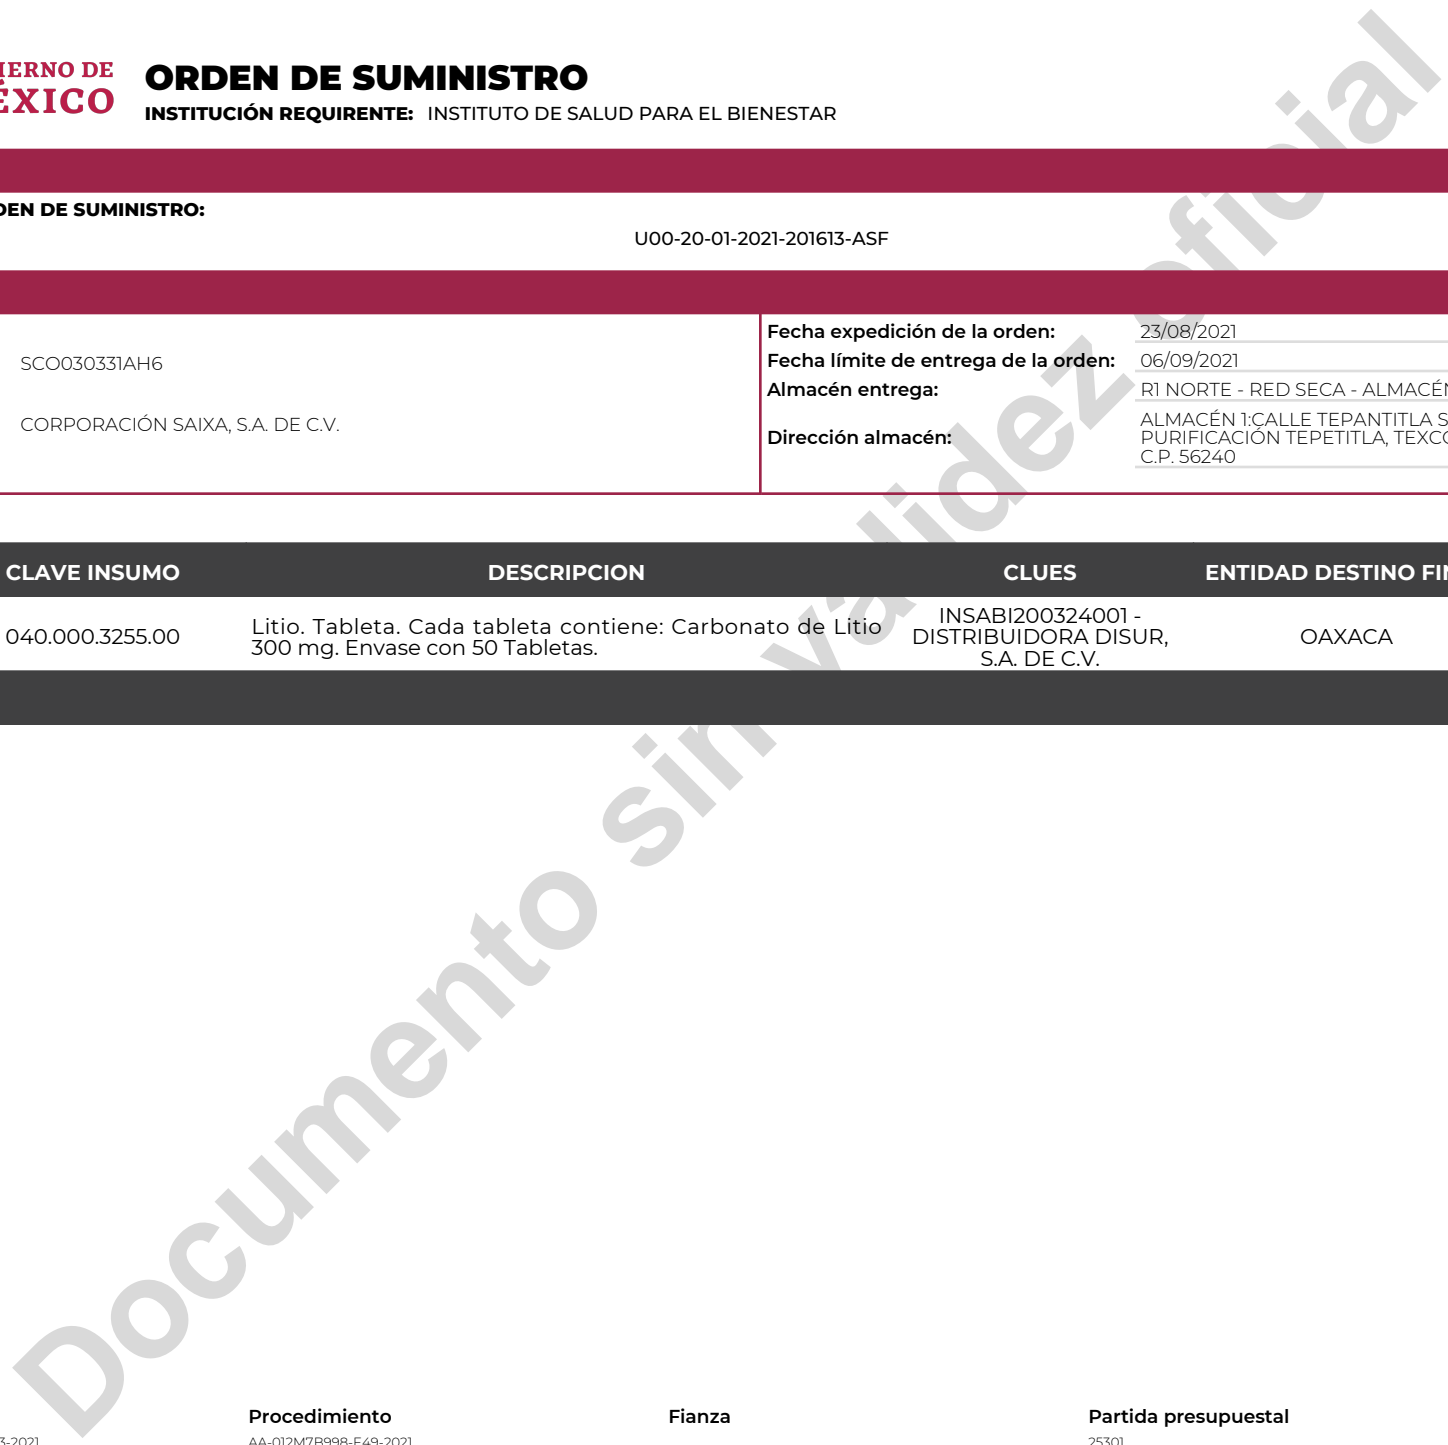 IERNO DE
ÉXICO
ORDEN DE SUMINISTRO
INSTITUCIÓN REQUIRENTE: INSTITUTO DE SALUD PARA EL BIENESTAR
DEN DE SUMINISTRO:
U00-20-01-2021-201613-ASF
SCO030331AH6
CORPORACIÓN SAIXA, S.A. DE C.V.
Fecha expedición de la orden: 23/08/2021
Fecha límite de entrega de la orden: 06/09/2021
Almacén entrega: R1 NORTE - RED SECA - ALMACÉN
Dirección almacén: ALMACÉN 1:CALLE TEPANTITLA S
PURIFICACIÓN TEPETITLA, TEXCO
C.P. 56240
CLAVE INSUMO DESCRIPCION CLUES ENTIDAD DESTINO FIN
040.000.3255.00
Litio. Tableta. Cada tableta contiene: Carbonato de Litio
300 mg. Envase con 50 Tabletas.
INSABI200324001 -
DISTRIBUIDORA DISUR,
S.A. DE C.V.
OAXACA
Documento sin validez oficial
Procedimiento Fianza Partida presupuestal
3-2021 AA-012M7B998-E49-2021 25301